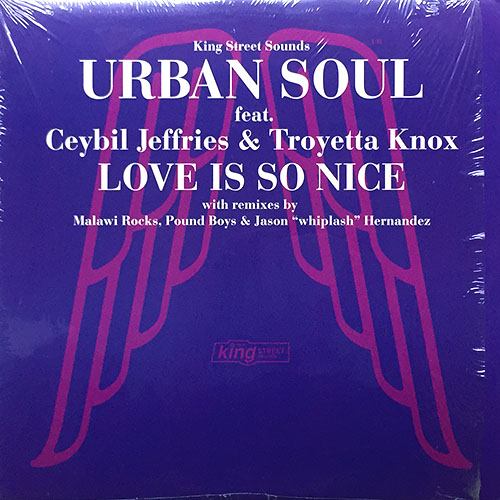 King Street Sounds
URBAN SOUL
feat.
Ceybil Jeffries & Troyetta Knox
LOVE IS SO NICE
with remixes by
Malawi Rocks, Pound Boys & Jason “whiplash” Hernandez
king STREET